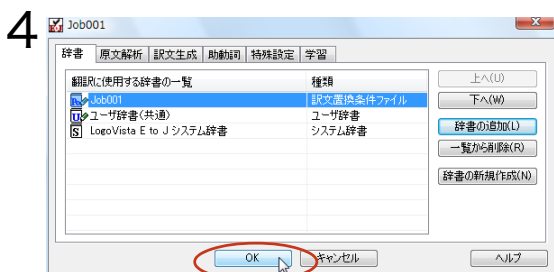 4
Job001
辞書 原文解析 訳文生成 助動詞 特殊設定 学習
翻訳に使用する辞書の一覧 種類
Job001 訳文置換条件ファイル
ユーザ辞書(共通) ユーザ辞書
LogoVista E to J システム辞書 システム辞書
上へ(U)
下へ(W)
辞書の追加(L)
一覧から削除(R)
辞書の新規作成(N)
OK キャンセル ヘルプ